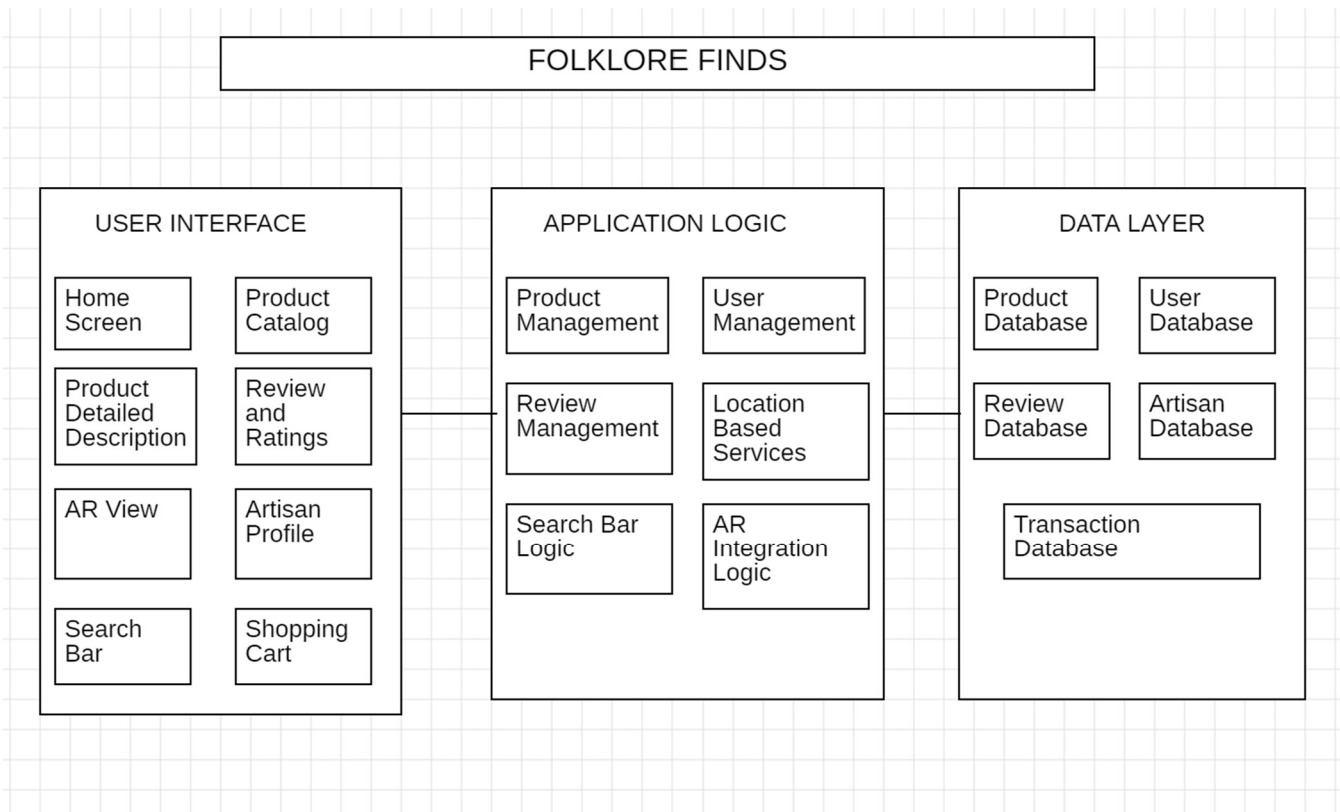 FOLKLORE FINDS
USER INTERFACE
Home
Screen
Product
Catalog
Product
Detailed
Description
Review
and
Ratings
AR View
Artisan
Profile
Search
Bar
Shopping
Cart
APPLICATION LOGIC
Product
Management
User
Management
Review
Management
Location
Based
Services
Search Bar
Logic
AR
Integration
Logic
DATA LAYER
Product
Database
User
Database
Review
Database
Artisan
Database
Transaction
Database